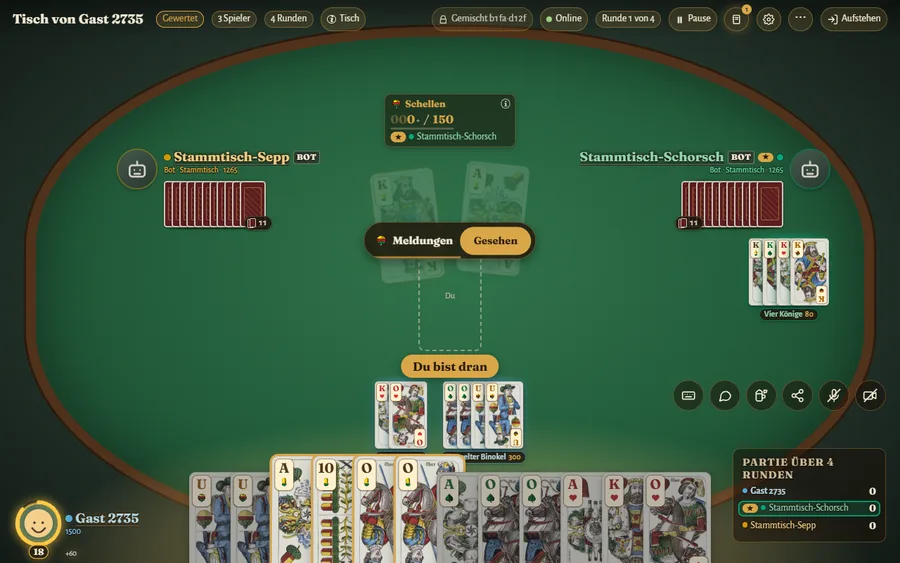 Tisch von Gast 2735
Gewertet
3 Spieler
4 Runden
Tisch
Gemischt b1fa·d12f
Online
Runde 1 von 4
Pause
1
Aufstehen
Schellen
000· / 150
Stammtisch-Schorsch
Stammtisch-Sepp BOT
Bot · Stammtisch · 1265
11
Stammtisch-Schorsch BOT
Bot · Stammtisch · 1265
11
K
A
Meldungen
Gesehen
Du
K K K K
K
Vier Könige 80
Du bist dran
K O
O
O O U U
U
elter Binokel 300
U U A 10 O O A O O A K O
PARTIE ÜBER 4
RUNDEN
Gast 2735 0
Stammtisch-Schorsch 0
Stammtisch-Sepp 0
Gast 2735
1500
18
+60